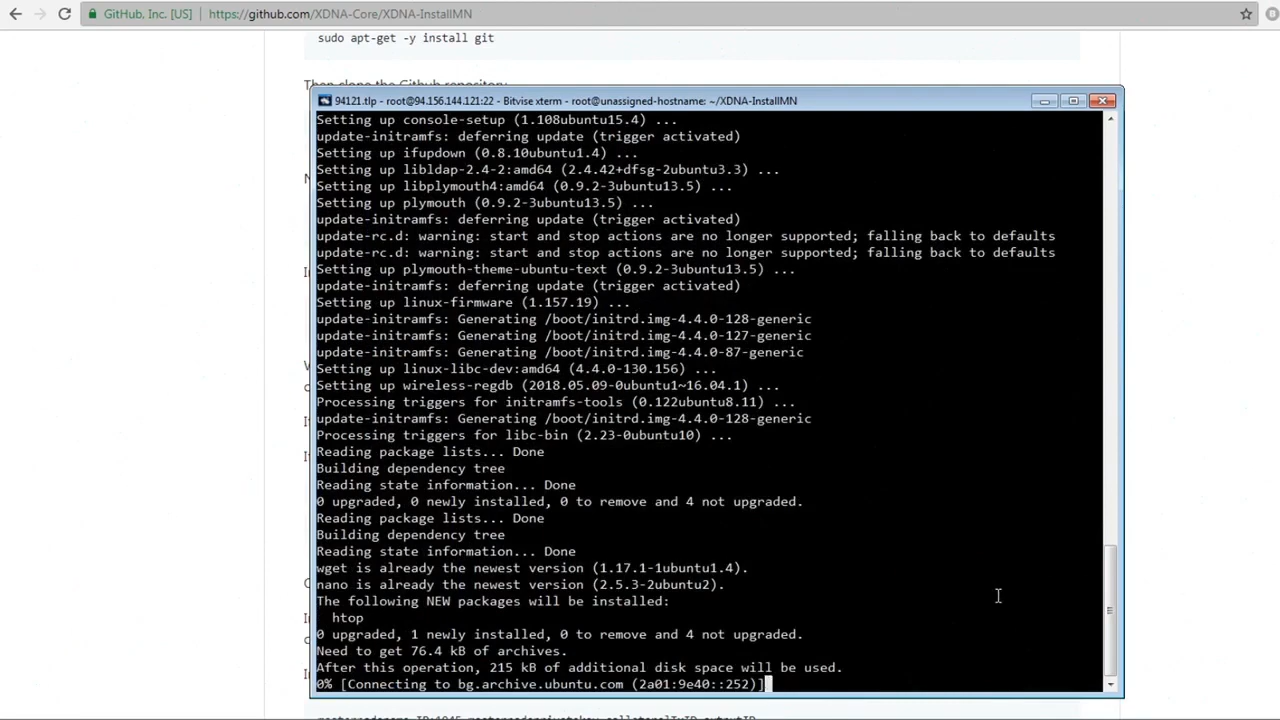 GitHub, Inc. [US] https://github.com/XDNA-Core/XDNA-InstallMN
sudo apt-get -y install git
Then clone the Github repository
94121.tlp - root@94.156.144.121:22 - Bitvise xterm - root@unassigned-hostname: ~/XDNA-InstallMN
Setting up console-setup (1.108ubuntu15.4) ...
update-initramfs: deferring update (trigger activated)
Setting up ifupdown (0.8.10ubuntu1.4) ...
Setting up libldap-2.4-2:amd64 (2.4.42+dfsg-2ubuntu3.3) ...
Setting up libplymouth4:amd64 (0.9.2-3ubuntu13.5) ...
Setting up plymouth (0.9.2-3ubuntu13.5) ...
update-initramfs: deferring update (trigger activated)
update-rc.d: warning: start and stop actions are no longer supported; falling back to defaults
update-rc.d: warning: start and stop actions are no longer supported; falling back to defaults
Setting up plymouth-theme-ubuntu-text (0.9.2-3ubuntu13.5) ...
update-initramfs: deferring update (trigger activated)
Setting up linux-firmware (1.157.19) ...
update-initramfs: Generating /boot/initrd.img-4.4.0-128-generic
update-initramfs: Generating /boot/initrd.img-4.4.0-127-generic
update-initramfs: Generating /boot/initrd.img-4.4.0-87-generic
Setting up linux-libc-dev:amd64 (4.4.0-130.156) ...
Setting up wireless-regdb (2018.05.09-0ubuntu1~16.04.1) ...
Processing triggers for initramfs-tools (0.122ubuntu8.11) ...
update-initramfs: Generating /boot/initrd.img-4.4.0-128-generic
Processing triggers for libc-bin (2.23-0ubuntu10) ...
Reading package lists... Done
Building dependency tree
Reading state information... Done
0 upgraded, 0 newly installed, 0 to remove and 4 not upgraded.
Reading package lists... Done
Building dependency tree
Reading state information... Done
wget is already the newest version (1.17.1-1ubuntu1.4).
nano is already the newest version (2.5.3-2ubuntu2).
The following NEW packages will be installed:
htop
0 upgraded, 1 newly installed, 0 to remove and 4 not upgraded.
Need to get 76.4 kB of archives.
After this operation, 215 kB of additional disk space will be used.
0% [Connecting to bg.archive.ubuntu.com (2a01:9e40::252)]